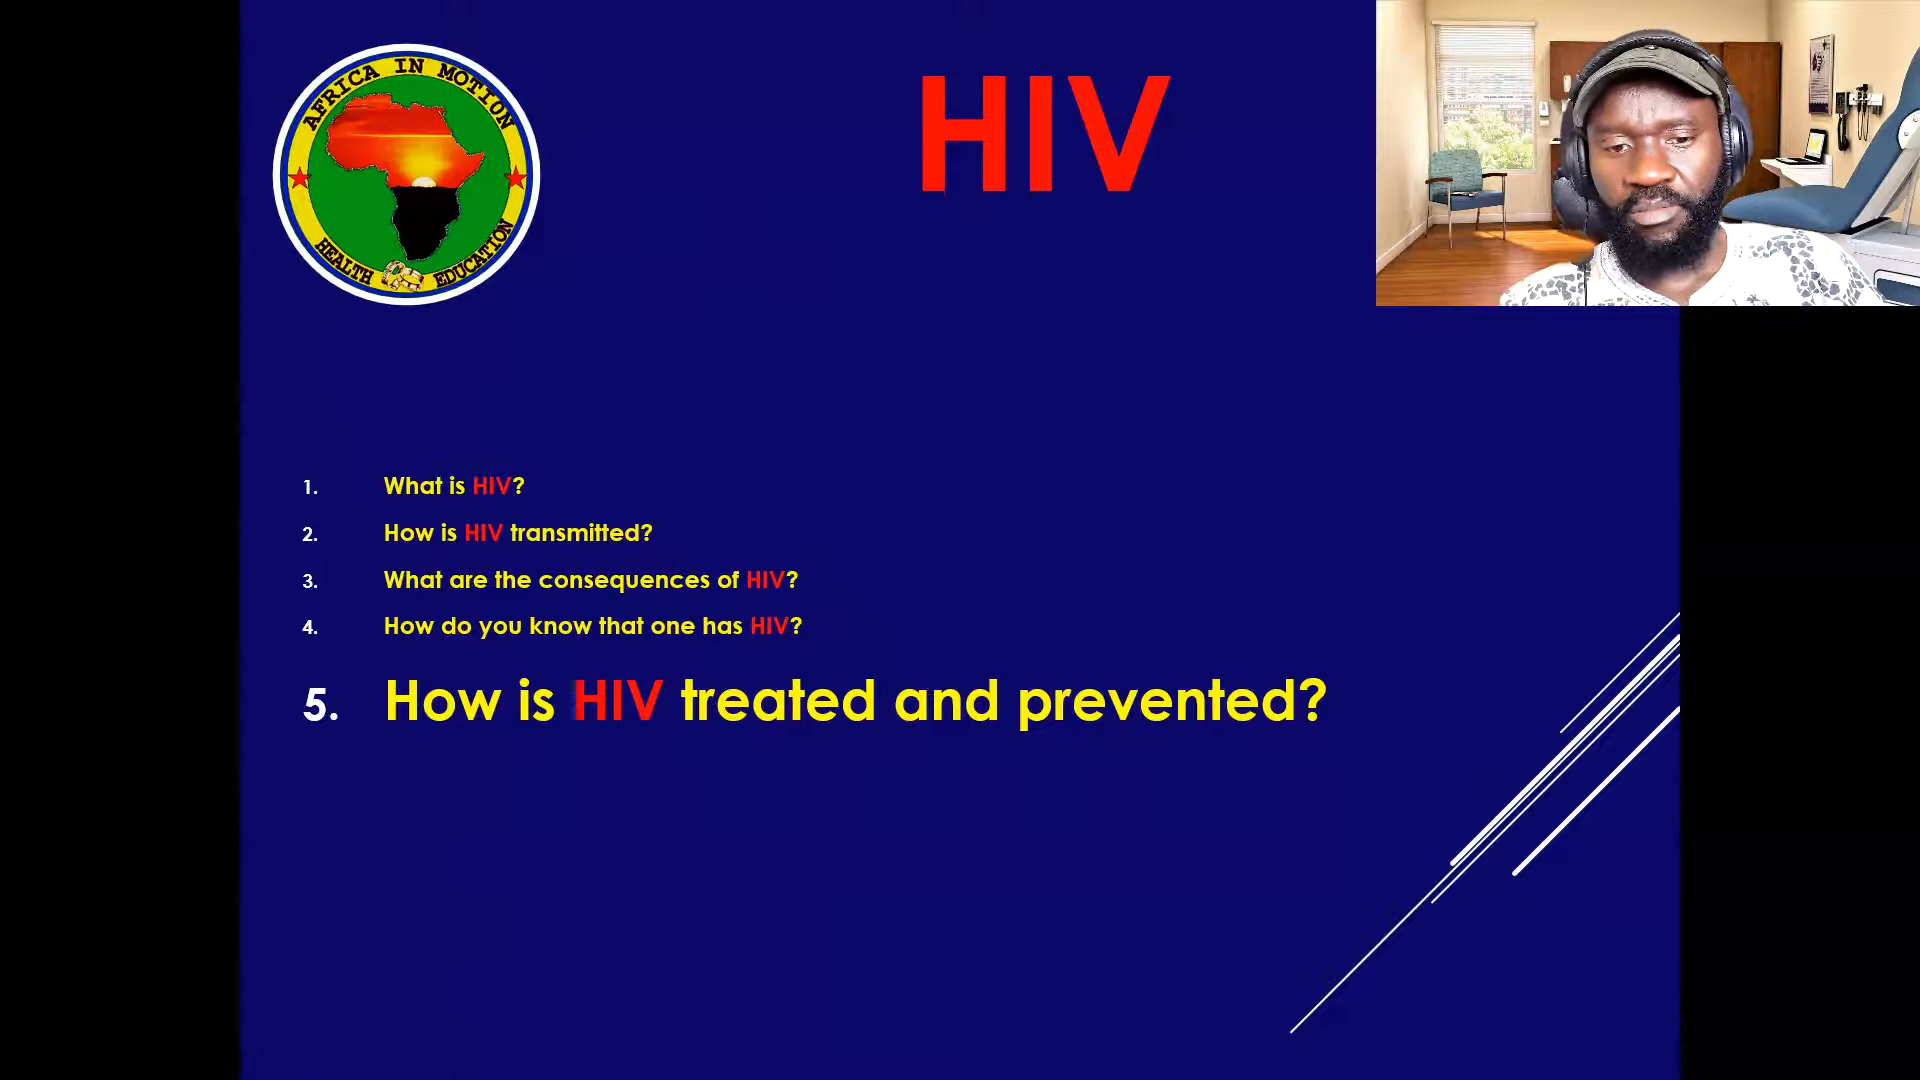 AFRICA IN MOTION
HEALTH EDUCATION
HIV
1. What is HIV?
2. How is HIV transmitted?
3. What are the consequences of HIV?
4. How do you know that one has HIV?
5. How is HIV treated and prevented?